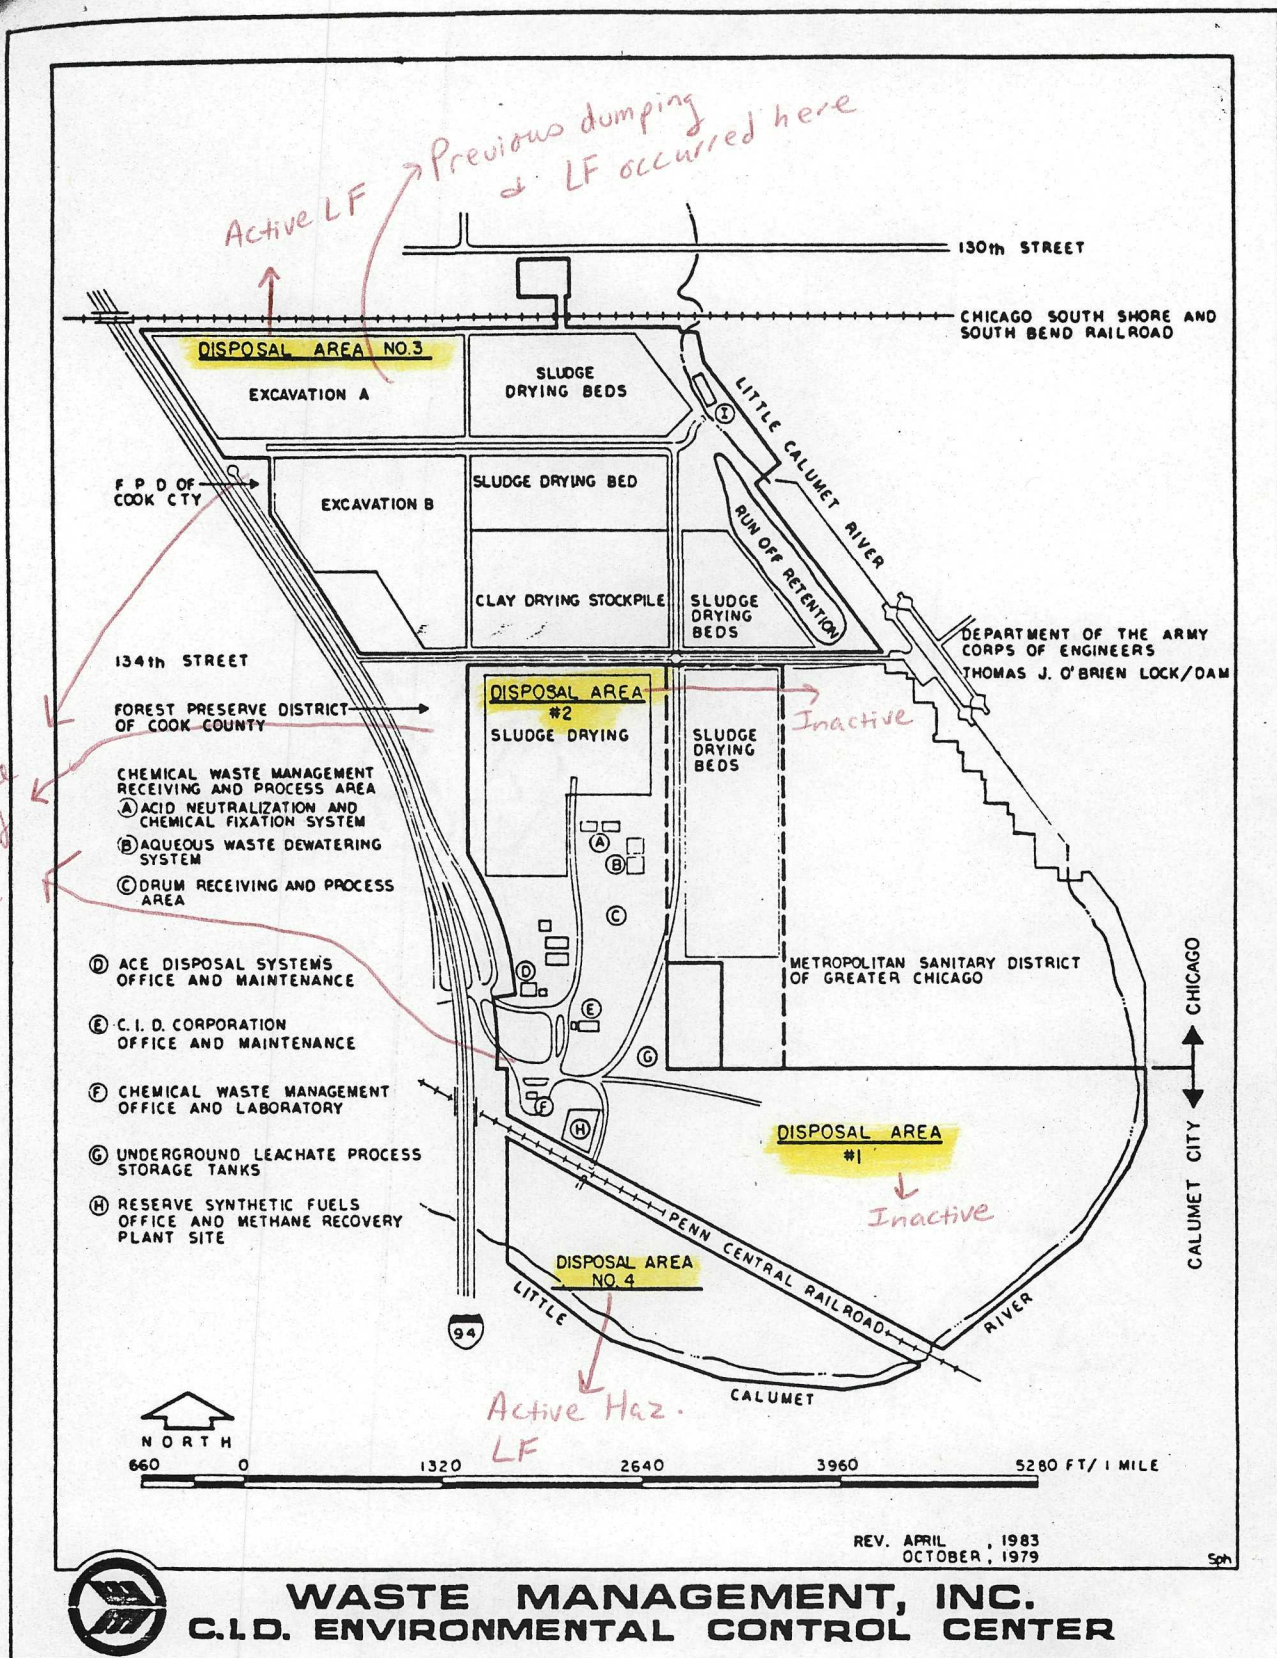 Previous dumping
& LF occurred here
Active LF
130th STREET
CHICAGO SOUTH SHORE AND
SOUTH BEND RAILROAD
DISPOSAL AREA NO.3
EXCAVATION A
SLUDGE
DRYING BEDS
I
LITTLE CALUMET RIVER
F P D OF
COOK CTY
EXCAVATION B
SLUDGE DRYING BED
RUN OFF RETENTION
CLAY DRYING STOCKPILE
SLUDGE
DRYING
BEDS
DEPARTMENT OF THE ARMY
CORPS OF ENGINEERS
THOMAS J. O'BRIEN LOCK/DAM
134th STREET
FOREST PRESERVE DISTRICT
OF COOK COUNTY
DISPOSAL AREA
#2
SLUDGE DRYING
Inactive
SLUDGE
DRYING
BEDS
CHEMICAL WASTE MANAGEMENT
RECEIVING AND PROCESS AREA
A ACID NEUTRALIZATION AND
CHEMICAL FIXATION SYSTEM
B AQUEOUS WASTE DEWATERING
SYSTEM
C DRUM RECEIVING AND PROCESS
AREA
A
B
C
D ACE DISPOSAL SYSTEMS
OFFICE AND MAINTENANCE
D
METROPOLITAN SANITARY DISTRICT
OF GREATER CHICAGO
E C. I. D. CORPORATION
OFFICE AND MAINTENANCE
E
G
F CHEMICAL WASTE MANAGEMENT
OFFICE AND LABORATORY
F
H
G UNDERGROUND LEACHATE PROCESS
STORAGE TANKS
H RESERVE SYNTHETIC FUELS
OFFICE AND METHANE RECOVERY
PLANT SITE
CHICAGO
CALUMET CITY
DISPOSAL AREA
#1
Inactive
PENN CENTRAL RAILROAD
DISPOSAL AREA
NO. 4
LITTLE
CALUMET
RIVER
94
Active Haz.
LF
NORTH
660 0 1320 2640 3960 5280 FT/ 1 MILE
REV. APRIL , 1983
OCTOBER , 1979
Sph
WASTE MANAGEMENT, INC.
C.I.D. ENVIRONMENTAL CONTROL CENTER